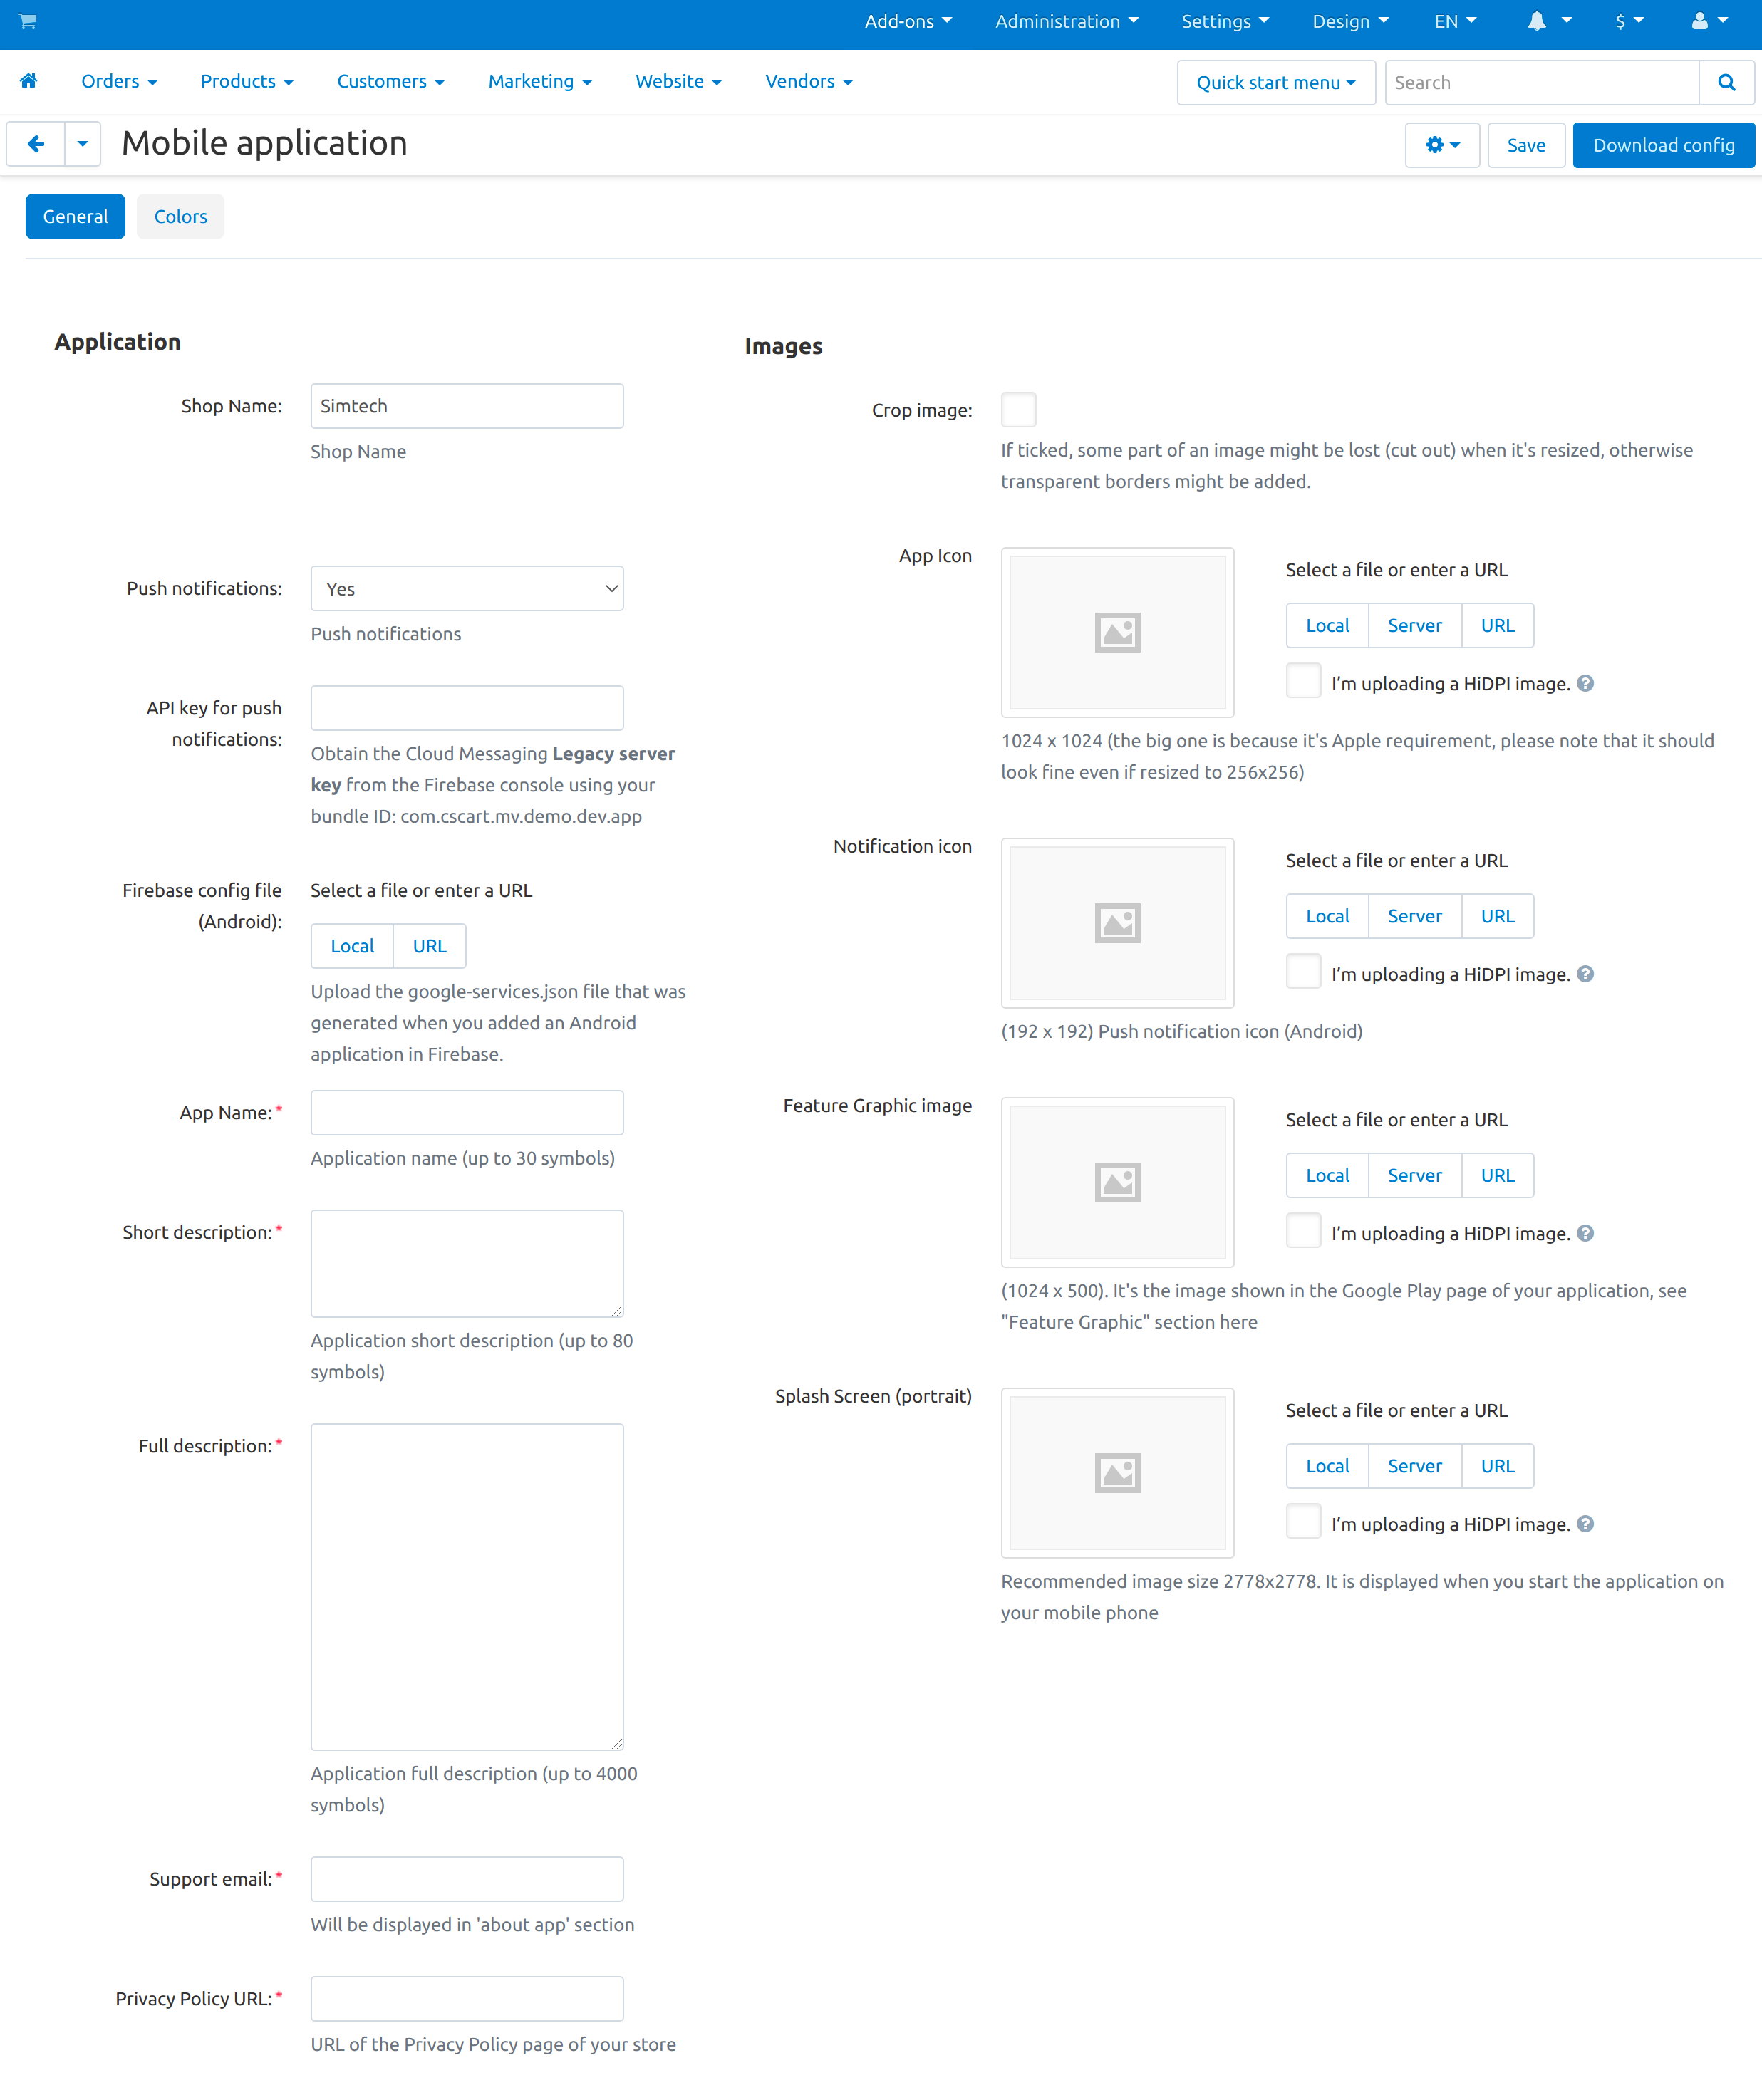 Add-ons
Administration
Settings
Design
EN
$
Orders
Products
Customers
Marketing
Website
Vendors
Quick start menu
Search
Mobile application
Save
Download config
General
Colors
Application
Shop Name:
Simtech
Shop Name
Push notifications:
Yes
Push notifications
API key for push
notifications:
Obtain the Cloud Messaging Legacy server
key from the Firebase console using your
bundle ID: com.cscart.mv.demo.dev.app
Firebase config file
(Android):
Select a file or enter a URL
Local
URL
Upload the google-services.json file that was
generated when you added an Android
application in Firebase.
App Name: *
Application name (up to 30 symbols)
Short description: *
Application short description (up to 80
symbols)
Full description: *
Application full description (up to 4000
symbols)
Support email: *
Will be displayed in 'about app' section
Privacy Policy URL: *
URL of the Privacy Policy page of your store
Images
Crop image:
If ticked, some part of an image might be lost (cut out) when it's resized, otherwise
transparent borders might be added.
App Icon
Select a file or enter a URL
Local
Server
URL
I’m uploading a HiDPI image. ?
1024 x 1024 (the big one is because it's Apple requirement, please note that it should
look fine even if resized to 256x256)
Notification icon
Select a file or enter a URL
Local
Server
URL
I’m uploading a HiDPI image. ?
(192 x 192) Push notification icon (Android)
Feature Graphic image
Select a file or enter a URL
Local
Server
URL
I’m uploading a HiDPI image. ?
(1024 x 500). It's the image shown in the Google Play page of your application, see
"Feature Graphic" section here
Splash Screen (portrait)
Select a file or enter a URL
Local
Server
URL
I’m uploading a HiDPI image. ?
Recommended image size 2778x2778. It is displayed when you start the application on
your mobile phone